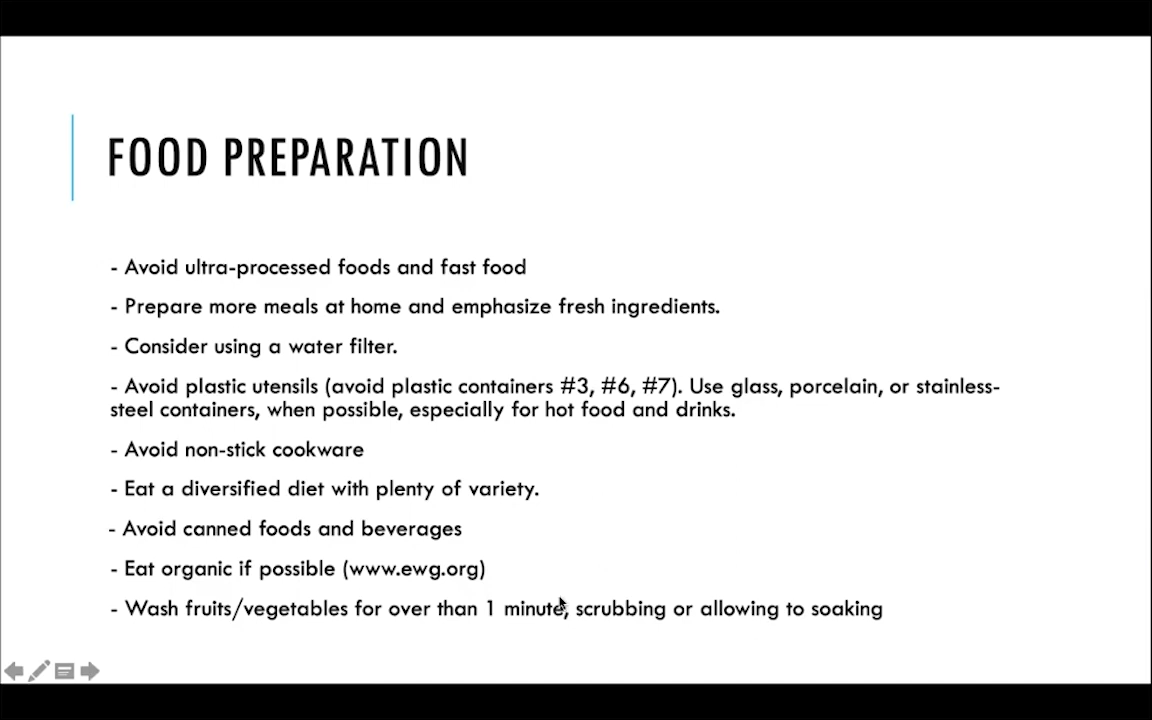 FOOD PREPARATION
- Avoid ultra-processed foods and fast food
- Prepare more meals at home and emphasize fresh ingredients.
- Consider using a water filter.
- Avoid plastic utensils (avoid plastic containers #3, #6, #7). Use glass, porcelain, or stainless-
steel containers, when possible, especially for hot food and drinks.
- Avoid non-stick cookware
- Eat a diversified diet with plenty of variety.
- Avoid canned foods and beverages
- Eat organic if possible (www.ewg.org)
- Wash fruits/vegetables for over than 1 minute, scrubbing or allowing to soaking